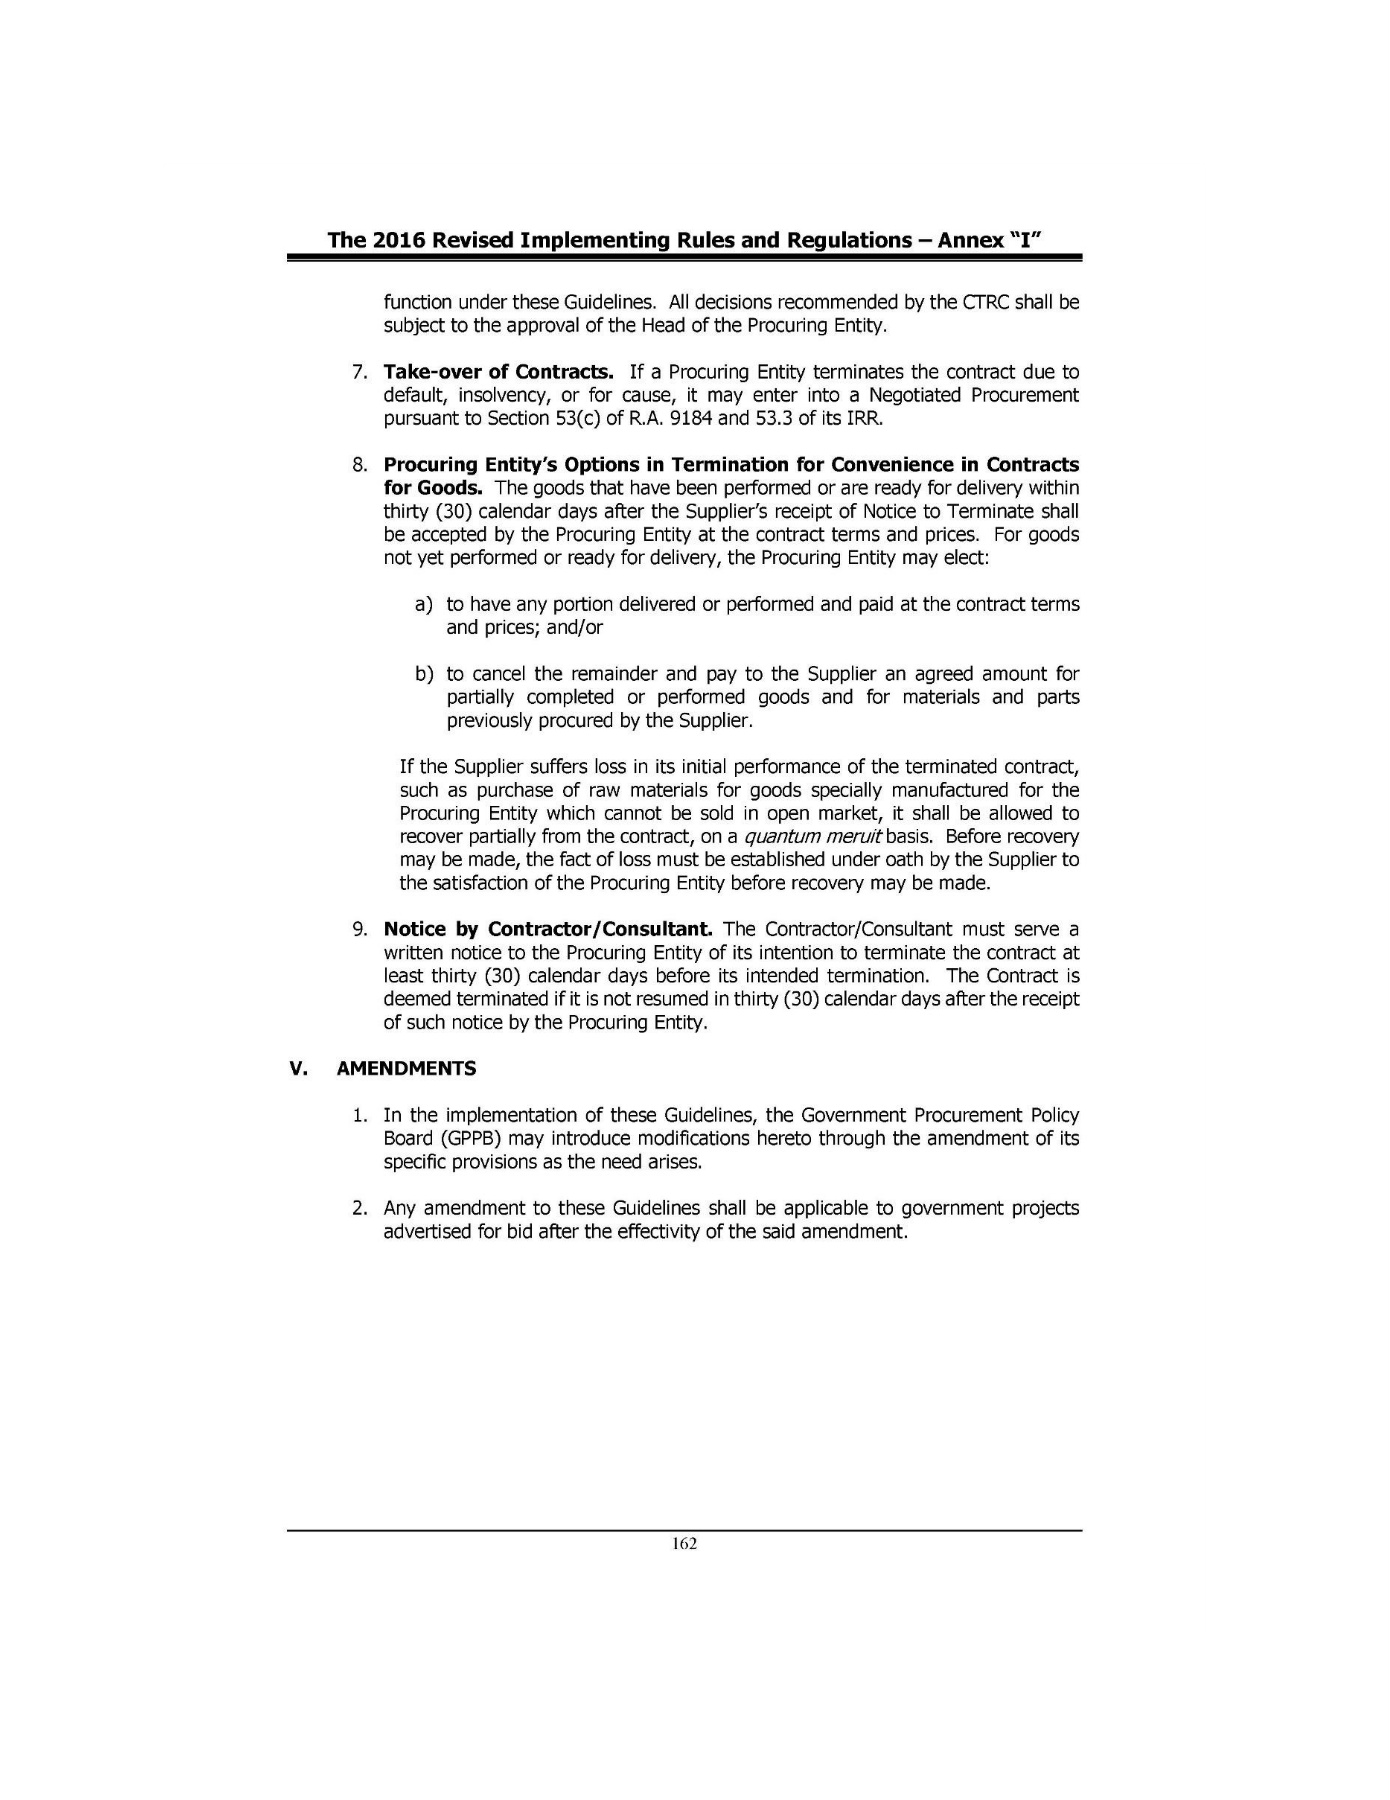 The 2016 Revised Implementing Rules and Regulations – Annex “I”
function under these Guidelines. All decisions recommended by the CTRC shall be
subject to the approval of the Head of the Procuring Entity.
7. Take-over of Contracts. If a Procuring Entity terminates the contract due to
default, insolvency, or for cause, it may enter into a Negotiated Procurement
pursuant to Section 53(c) of R.A. 9184 and 53.3 of its IRR.
8. Procuring Entity’s Options in Termination for Convenience in Contracts
for Goods. The goods that have been performed or are ready for delivery within
thirty (30) calendar days after the Supplier’s receipt of Notice to Terminate shall
be accepted by the Procuring Entity at the contract terms and prices. For goods
not yet performed or ready for delivery, the Procuring Entity may elect:
a) to have any portion delivered or performed and paid at the contract terms
and prices; and/or
b) to cancel the remainder and pay to the Supplier an agreed amount for
partially completed or performed goods and for materials and parts
previously procured by the Supplier.
If the Supplier suffers loss in its initial performance of the terminated contract,
such as purchase of raw materials for goods specially manufactured for the
Procuring Entity which cannot be sold in open market, it shall be allowed to
recover partially from the contract, on a quantum meruit basis. Before recovery
may be made, the fact of loss must be established under oath by the Supplier to
the satisfaction of the Procuring Entity before recovery may be made.
9. Notice by Contractor/Consultant. The Contractor/Consultant must serve a
written notice to the Procuring Entity of its intention to terminate the contract at
least thirty (30) calendar days before its intended termination. The Contract is
deemed terminated if it is not resumed in thirty (30) calendar days after the receipt
of such notice by the Procuring Entity.
V. AMENDMENTS
1. In the implementation of these Guidelines, the Government Procurement Policy
Board (GPPB) may introduce modifications hereto through the amendment of its
specific provisions as the need arises.
2. Any amendment to these Guidelines shall be applicable to government projects
advertised for bid after the effectivity of the said amendment.
162